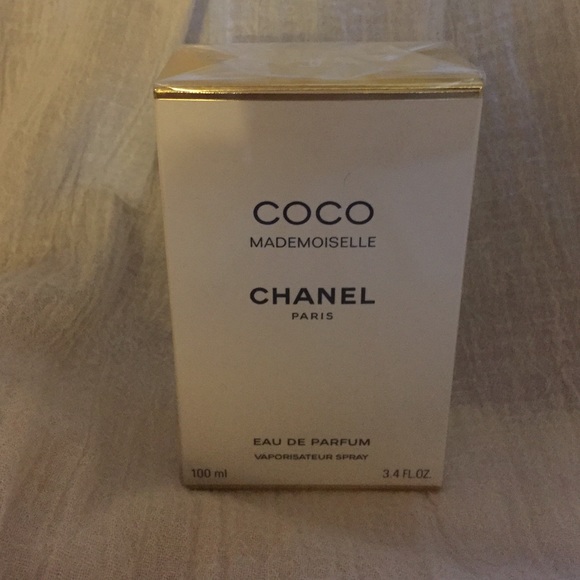 COCO
MADEMOISELLE
CHANEL
PARIS
EAU DE PARFUM
VAPORISATEUR SPRAY
100 ml 3.4 FL.OZ.